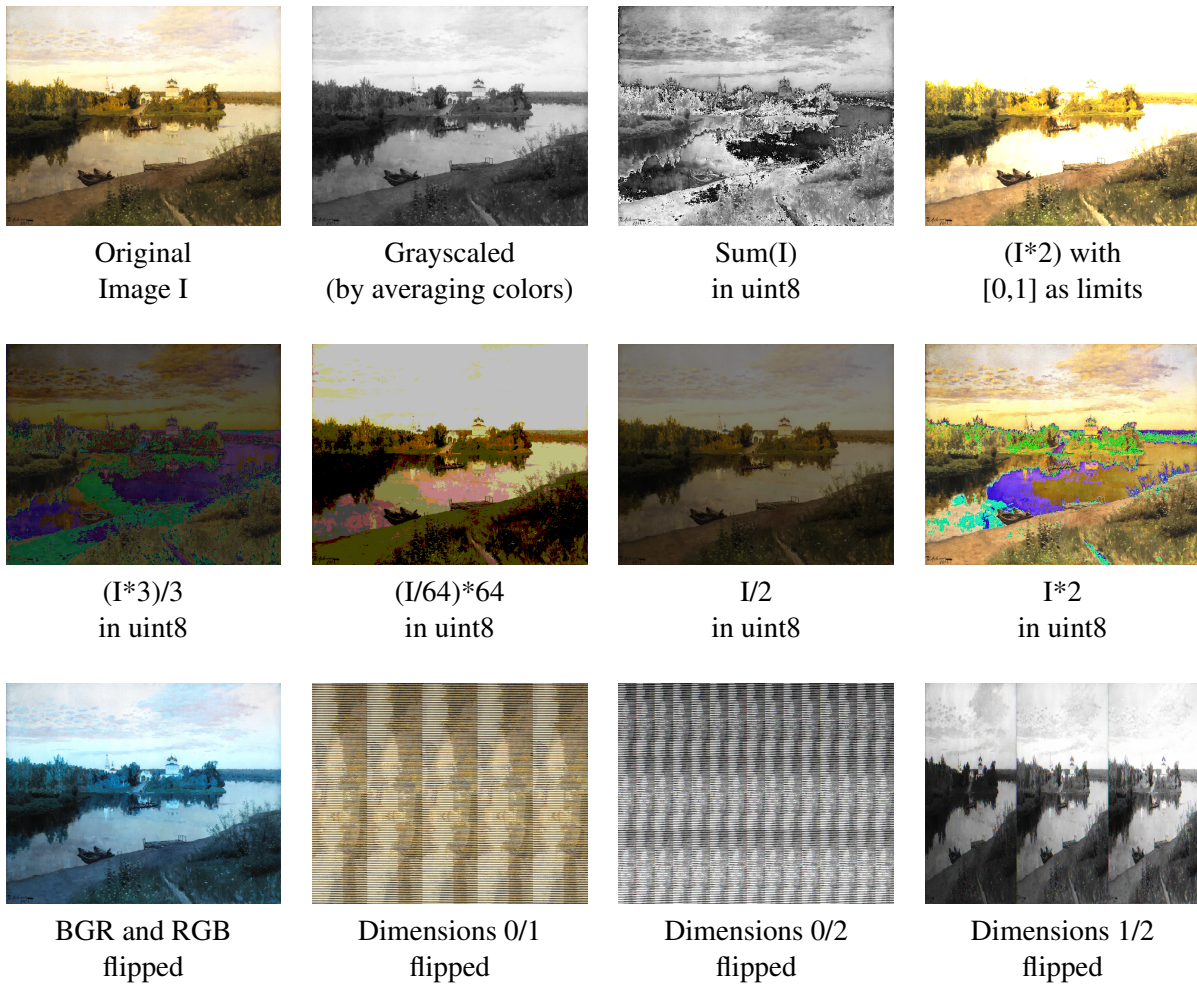 Original
Image I
Grayscaled
(by averaging colors)
Sum(I)
in uint8
(I*2) with
[0,1] as limits
(I*3)/3
in uint8
(I/64)*64
in uint8
I/2
in uint8
I*2
in uint8
BGR and RGB
flipped
Dimensions 0/1
flipped
Dimensions 0/2
flipped
Dimensions 1/2
flipped